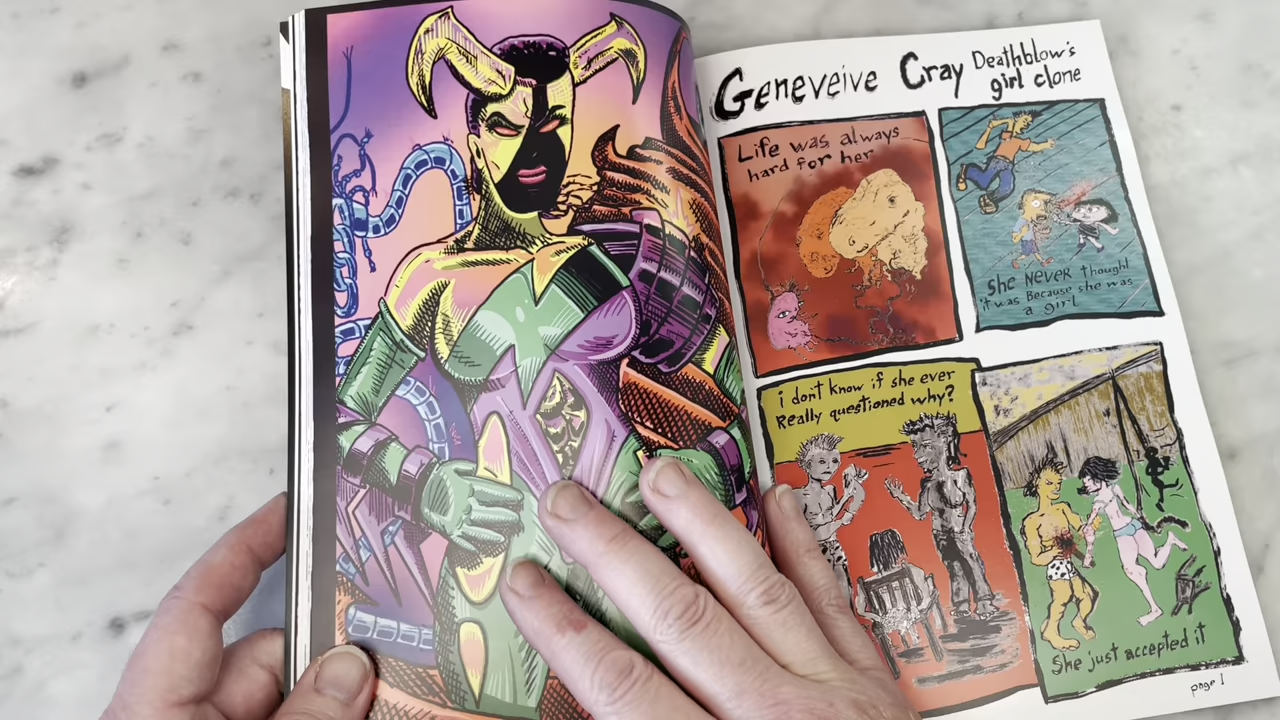 Geneveive Cray Deathblow's
girl clone
Life was always
hard for her
She NEVER thought
it was Because she was
a girl
i dont know if she ever
Really questioned why?
She just accepted it
page 1